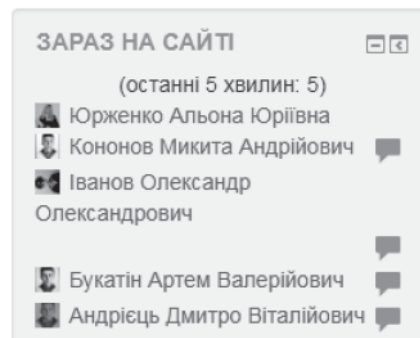 ЗАРАЗ НА САЙТІ
(останні 5 хвилин: 5)
Юрженко Альона Юріївна
Кононов Микита Андрійович
Іванов Олександр
Олександрович
Букатін Артем Валерійович
Андрієць Дмитро Віталійович